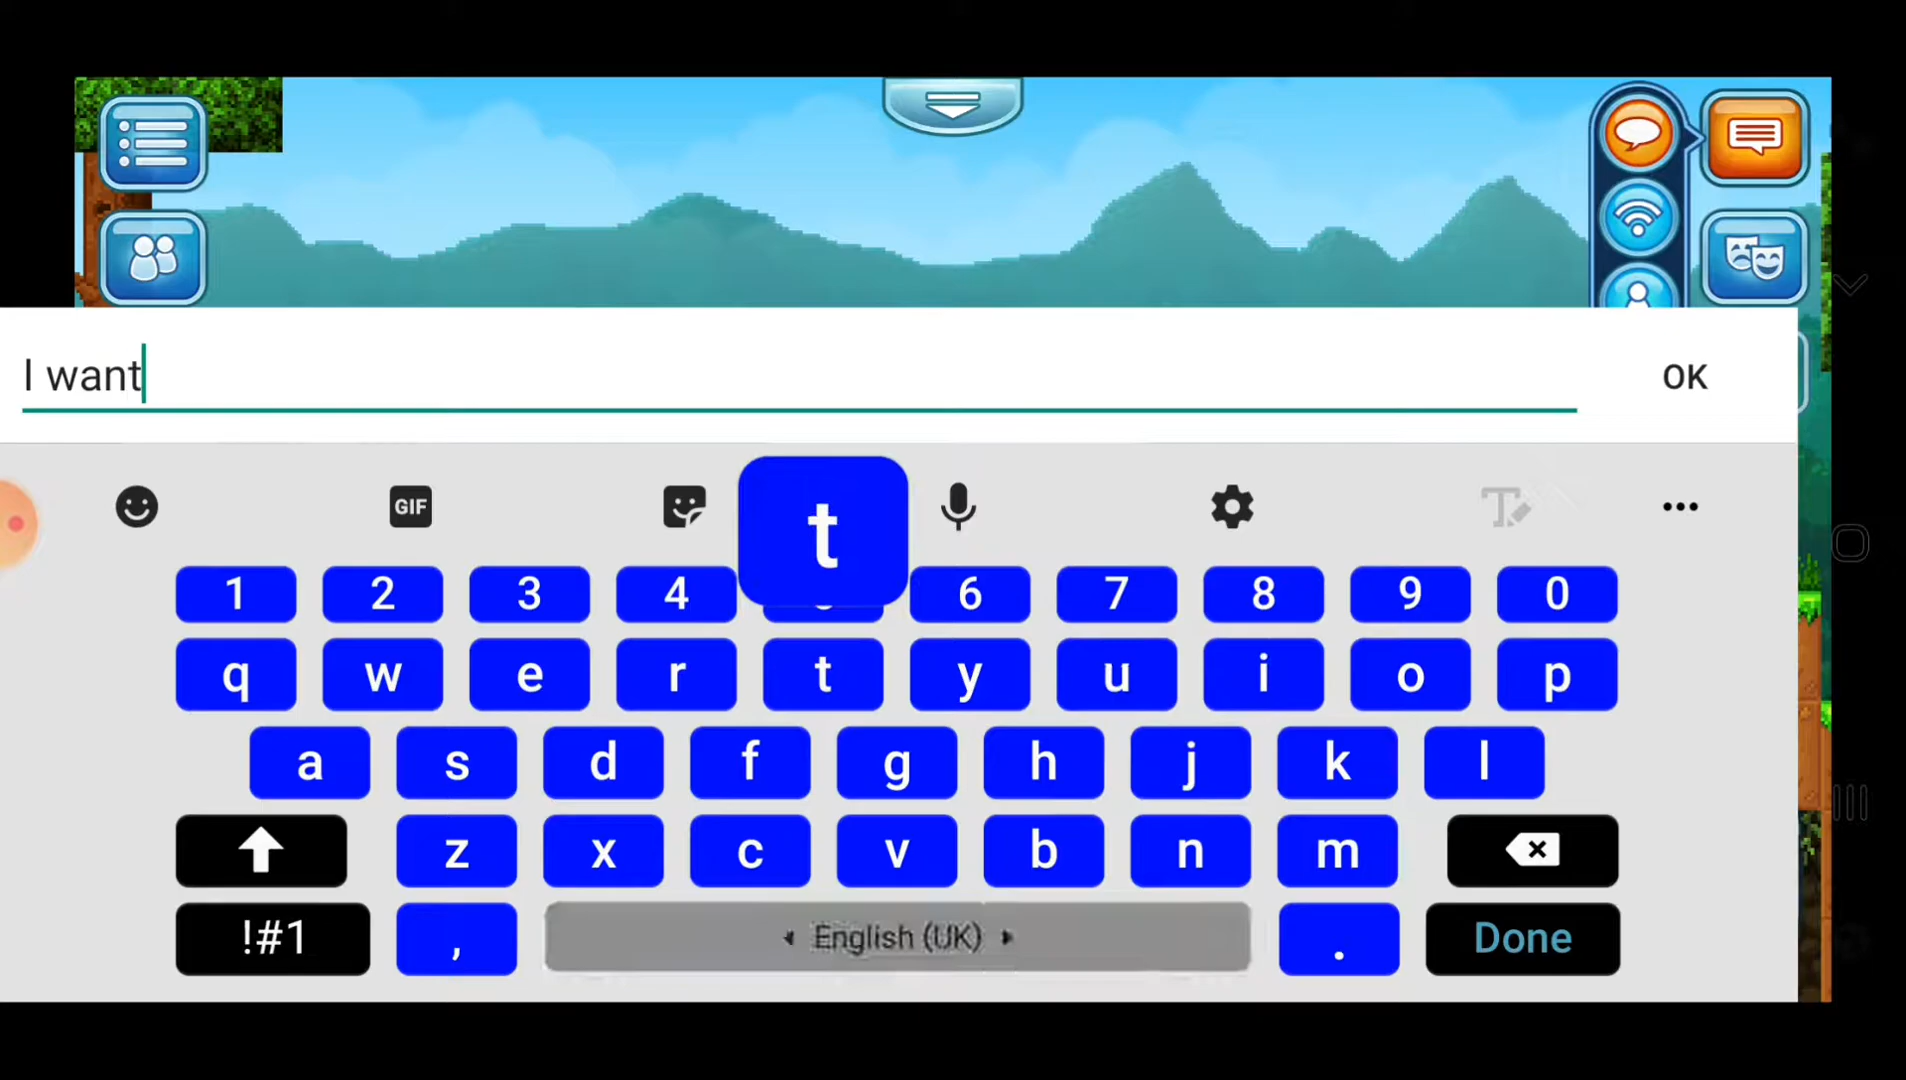 I want
OK
GIF
t
1 2 3 4 6 7 8 9 0
q w e r t y u i o p
a s d f g h j k l
z x c v b n m
!#1 , English (UK) . Done